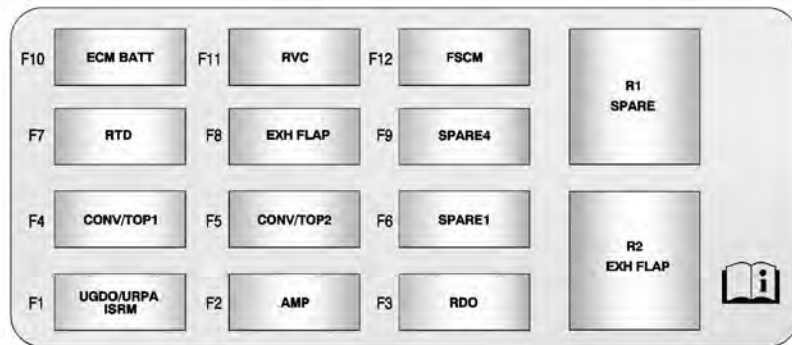 F10 ECM BATT F11 RVC F12 FSCM
R1
SPARE
F7 RTD F8 EXH FLAP F9 SPARE4
F4 CONV/TOP1 F5 CONV/TOP2 F6 SPARE1
R2
EXH FLAP
F1 UGDO/URPA
ISRM
F2 AMP F3 RDO
i